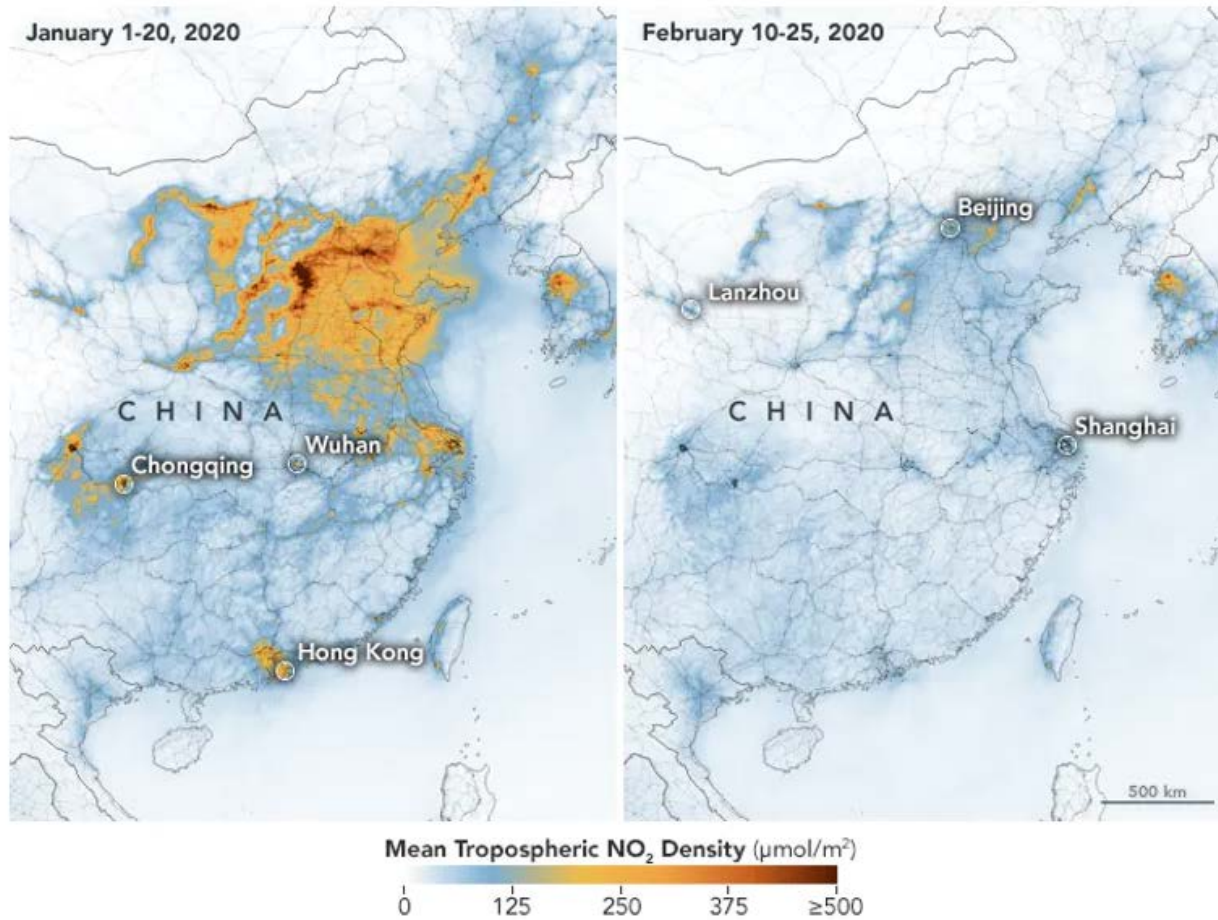 January 1-20, 2020
CHINA
Wuhan
Chongqing
Hong Kong
February 10-25, 2020
Beijing
Lanzhou
CHINA
Shanghai
500 km
Mean Tropospheric NO₂ Density (µmol/m²)
0 125 250 375 ≥500